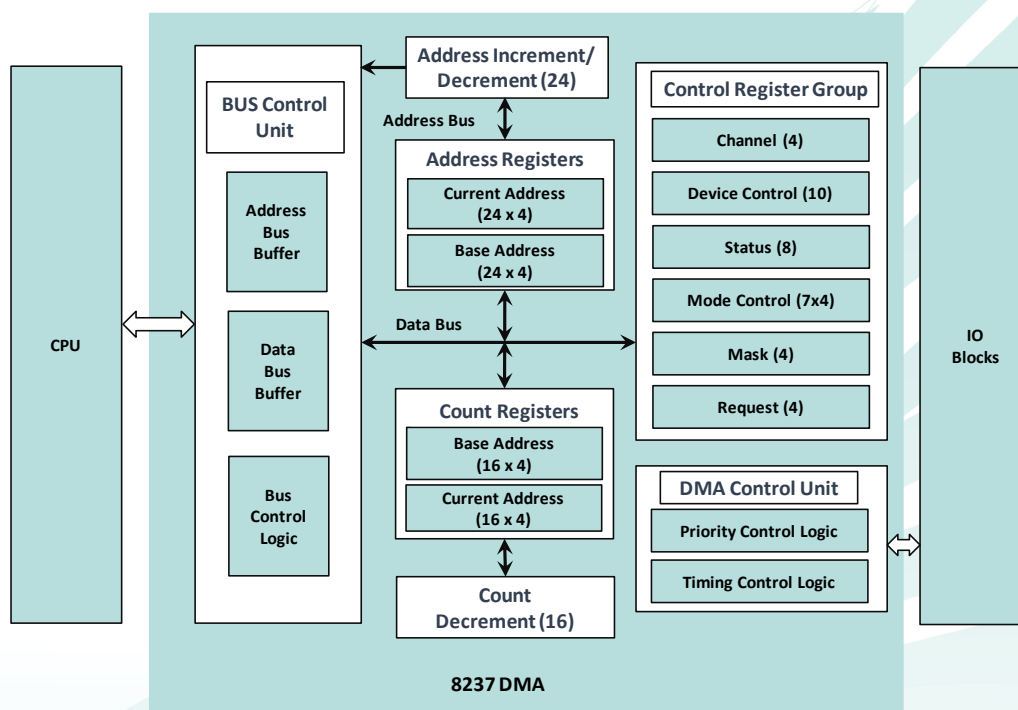 CPU
BUS Control
Unit
Address
Bus
Buffer
Data
Bus
Buffer
Bus
Control
Logic
Address Increment/
Decrement (24)
Address Bus
Address Registers
Current Address
(24 x 4)
Base Address
(24 x 4)
Data Bus
Count Registers
Base Address
(16 x 4)
Current Address
(16 x 4)
Count
Decrement (16)
Control Register Group
Channel (4)
Device Control (10)
Status (8)
Mode Control (7x4)
Mask (4)
Request (4)
DMA Control Unit
Priority Control Logic
Timing Control Logic
IO
Blocks
8237 DMA